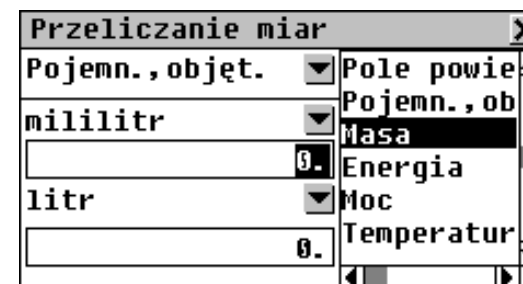 Przeliczanie miar
Pojemn.,objęt.
mililitr
0.
litr
0.
Pole powie
Pojemn.,ob
Masa
Energia
Moc
Temperatur